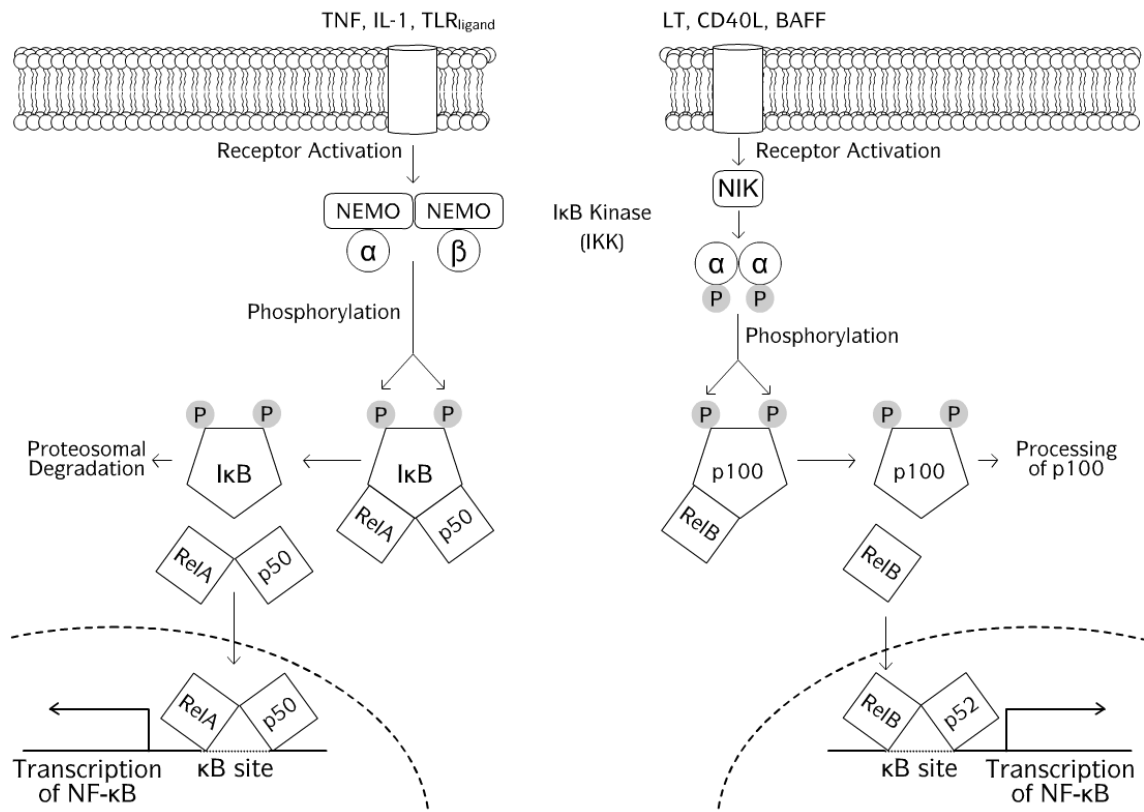 TNF, IL-1, TLRligand
LT, CD40L, BAFF
Receptor Activation
Receptor Activation
NEMO
NEMO
α
β
IκB Kinase
(IKK)
NIK
α
α
P
P
Phosphorylation
Phosphorylation
P
P
P
P
P
P
P
P
Proteosomal
Degradation
IκB
IκB
RelA
p50
RelA
p50
p100
RelB
p100
RelB
Processing
of p100
RelA
p50
κB site
Transcription
of NF-κB
RelB
p52
κB site
Transcription
of NF-κB